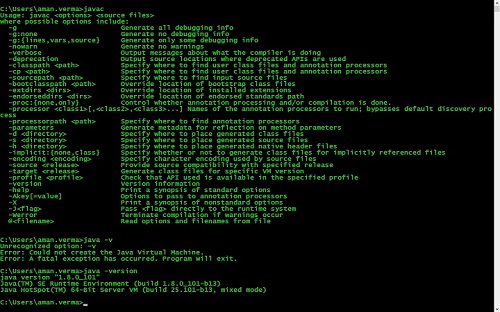 C:\Users\aman.verma>javac
Usage: javac <options> <source files>
where possible options include:
-g Generate all debugging info
-g:none Generate no debugging info
-g:{lines,vars,source} Generate only some debugging info
-nowarn Generate no warnings
-verbose Output messages about what the compiler is doing
-deprecation Output source locations where deprecated APIs are used
-classpath <path> Specify where to find user class files and annotation processors
-cp <path> Specify where to find user class files and annotation processors
-sourcepath <path> Specify where to find input source files
-bootclasspath <path> Override location of bootstrap class files
-extdirs <dirs> Override location of installed extensions
-endorseddirs <dirs> Override location of endorsed standards path
-proc:{none,only} Control whether annotation processing and/or compilation is done.
-processor <class1>[,<class2>,<class3>...] Names of the annotation processors to run; bypasses default discovery pro
cess
-processorpath <path> Specify where to find annotation processors
-parameters Generate metadata for reflection on method parameters
-d <directory> Specify where to place generated class files
-s <directory> Specify where to place generated source files
-h <directory> Specify where to place generated native header files
-implicit:{none,class} Specify whether or not to generate class files for implicitly referenced files
-encoding <encoding> Specify character encoding used by source files
-source <release> Provide source compatibility with specified release
-target <release> Generate class files for specific VM version
-profile <profile> Check that API used is available in the specified profile
-version Version information
-help Print a synopsis of standard options
-Akey[=value] Options to pass to annotation processors
-X Print a synopsis of nonstandard options
-J<flag> Pass <flag> directly to the runtime system
-Werror Terminate compilation if warnings occur
@<filename> Read options and filenames from file
C:\Users\aman.verma>java -v
Unrecognized option: -v
Error: Could not create the Java Virtual Machine.
Error: A fatal exception has occurred. Program will exit.
C:\Users\aman.verma>java -version
java version "1.8.0_101"
Java(TM) SE Runtime Environment (build 1.8.0_101-b13)
Java HotSpot(TM) 64-Bit Server VM (build 25.101-b13, mixed mode)
C:\Users\aman.verma>